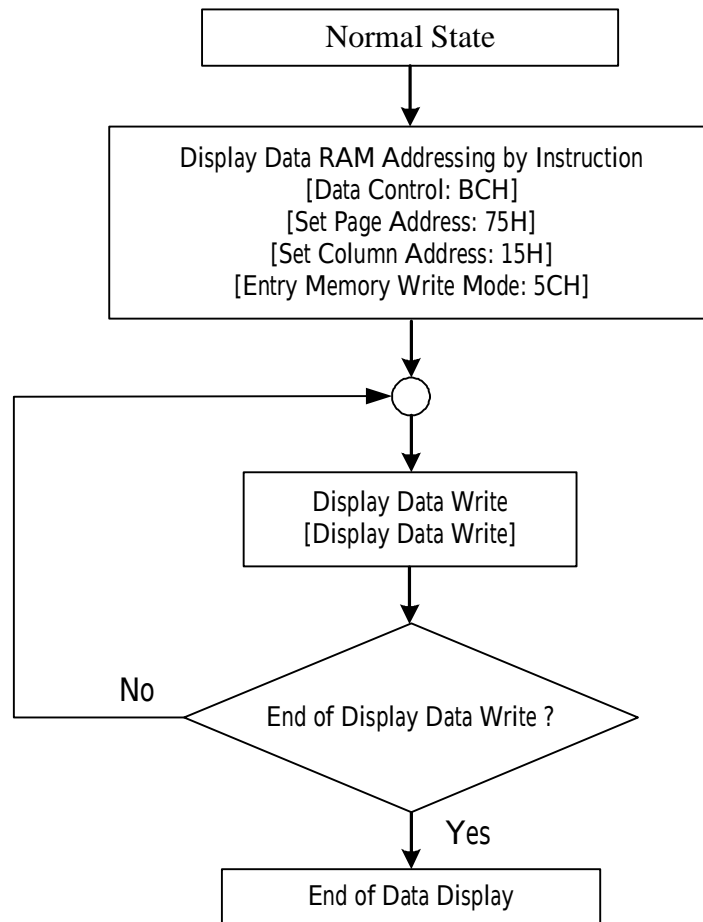 Normal State
Display Data RAM Addressing by Instruction
[Data Control: BCH]
[Set Page Address: 75H]
[Set Column Address: 15H]
[Entry Memory Write Mode: 5CH]
Display Data Write
[Display Data Write]
No
End of Display Data Write ?
Yes
End of Data Display